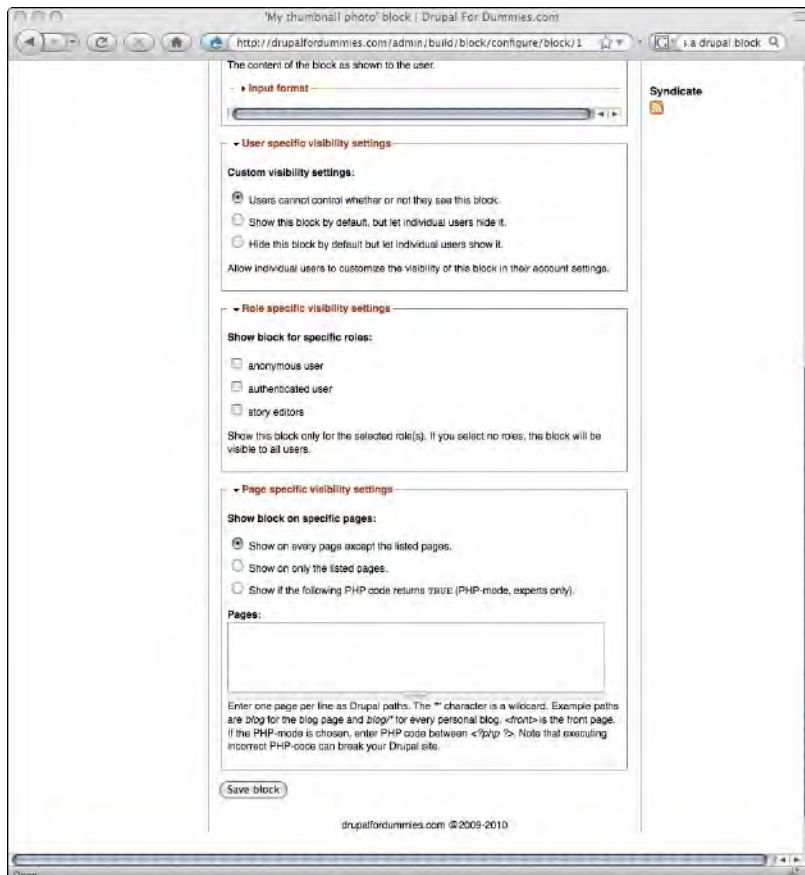 'My thumbnail photo' block | Drupal For Dummies.com
http://drupalfordummies.com/admin/build/block/configure/block/1
s a drupal block
The content of the block as shown to the user.
Input format
Syndicate
User specific visibility settings
Custom visibility settings:
Users cannot control whether or not they see this block.
Show this block by default, but let individual users hide it.
Hide this block by default but let individual users show it.
Allow individual users to customize the visibility of this block in their account settings.
Role specific visibility settings
Show block for specific roles:
anonymous user
authenticated user
story editors
Show this block only for the selected role(s). If you select no roles, the block will be
visible to all users.
Page specific visibility settings
Show block on specific pages:
Show on every page except the listed pages.
Show on only the listed pages.
Show if the following PHP code returns TRUE (PHP-mode, experts only).
Pages:
Enter one page per line as Drupal paths. The '*' character is a wildcard. Example paths
are blog for the blog page and blog/* for every personal blog. <front> is the front page.
If the PHP-mode is chosen, enter PHP code between <?php ?>. Note that executing
incorrect PHP-code can break your Drupal site.
Save block
drupalfordummies.com @2009-2010